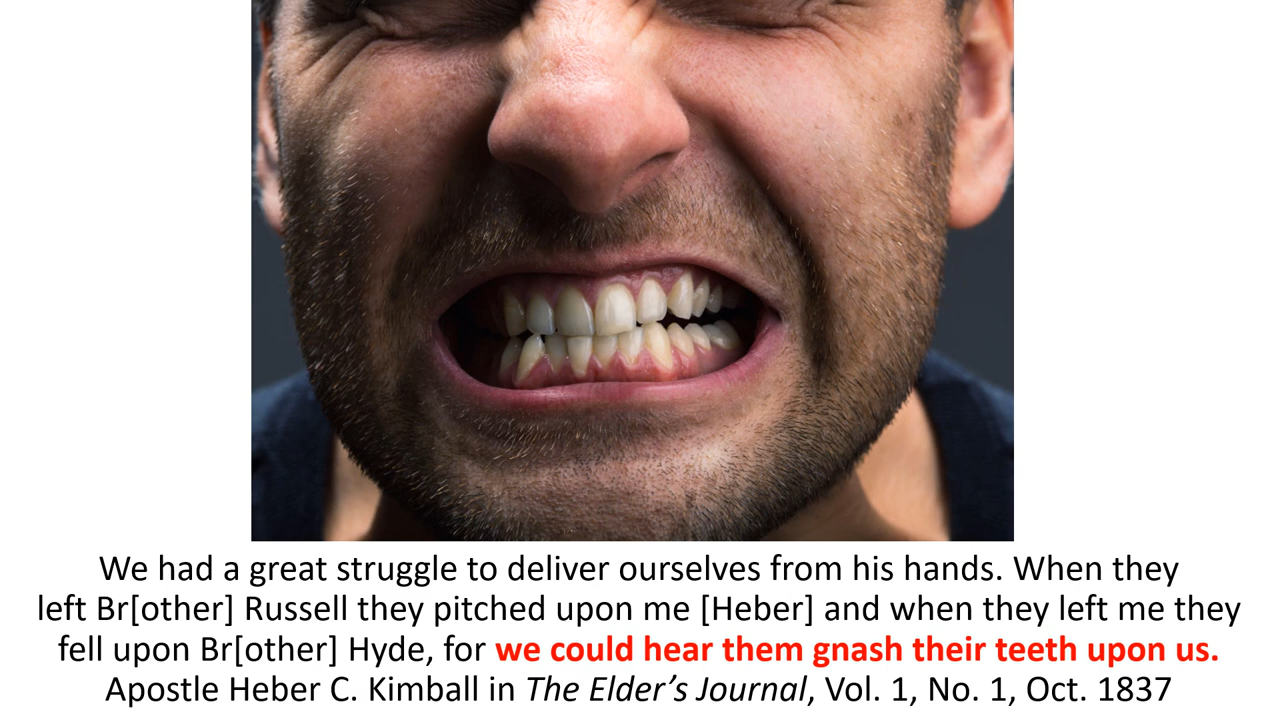 We had a great struggle to deliver ourselves from his hands. When they
left Br[other] Russell they pitched upon me [Heber] and when they left me they
fell upon Br[other] Hyde, for we could hear them gnash their teeth upon us.
Apostle Heber C. Kimball in The Elder’s Journal, Vol. 1, No. 1, Oct. 1837